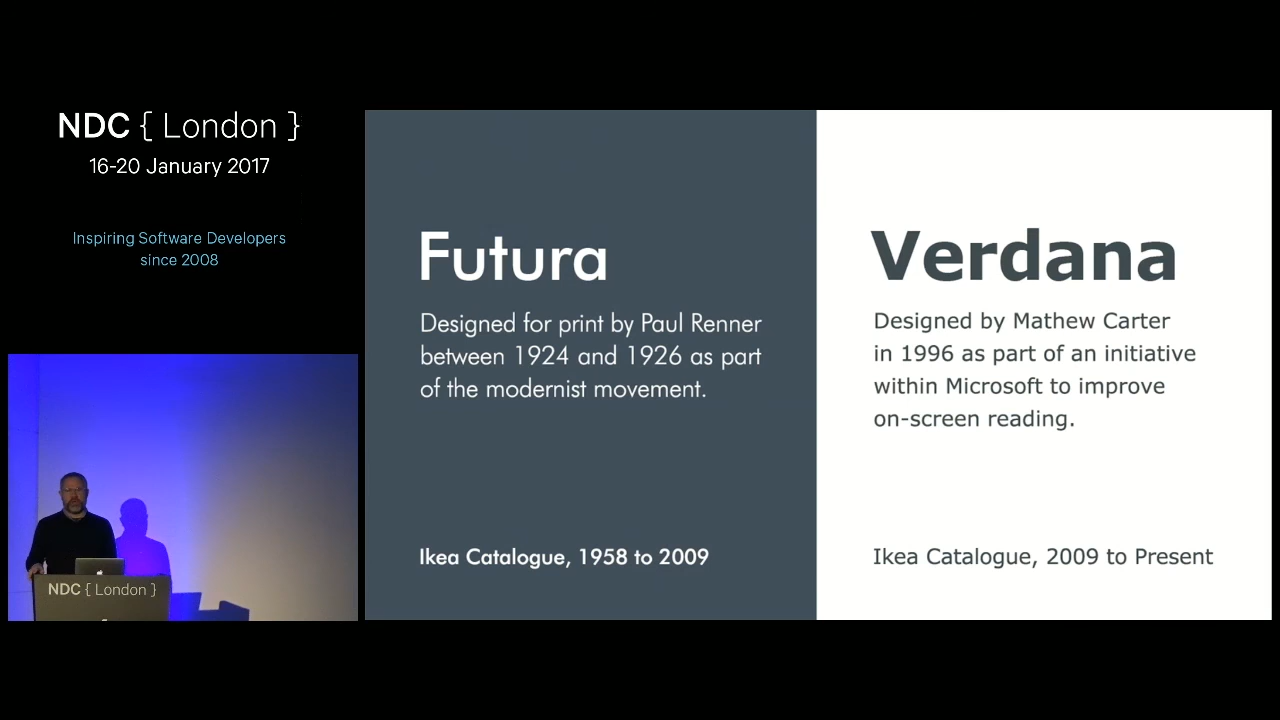 NDC { London }
16-20 January 2017
Inspiring Software Developers
since 2008
Futura
Designed for print by Paul Renner
between 1924 and 1926 as part
of the modernist movement.
Ikea Catalogue, 1958 to 2009
Verdana
Designed by Mathew Carter
in 1996 as part of an initiative
within Microsoft to improve
on-screen reading.
Ikea Catalogue, 2009 to Present
NDC { London }